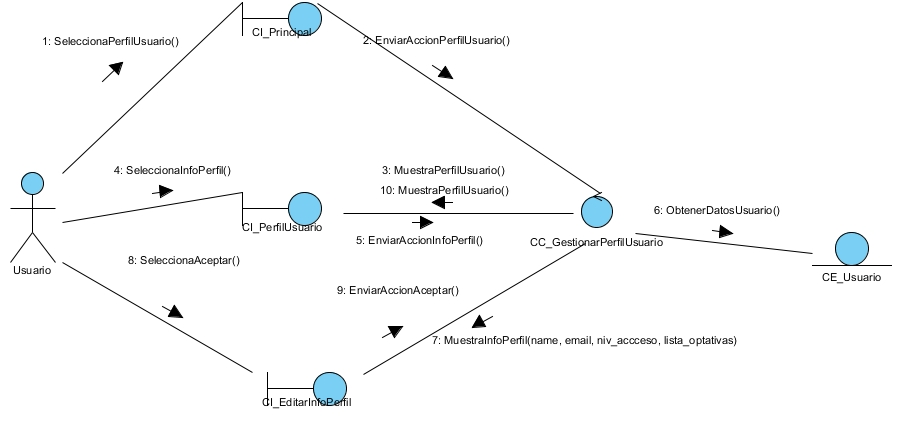 CI_Principal
1: SeleccionaPerfilUsuario()
2: EnviarAccionPerfilUsuario()
4: SeleccionaInfoPerfil()
3: MuestraPerfilUsuario()
10: MuestraPerfilUsuario()
6: ObtenerDatosUsuario()
CI_PerfilUsuario
5: EnviarAccionInfoPerfil()
CC_GestionarPerfilUsuario
Usuario
8: SeleccionaAceptar()
CE_Usuario
9: EnviarAccionAceptar()
7: MuestraInfoPerfil(name, email, niv_accceso, lista_optativas)
CI_EditarInfoPerfil